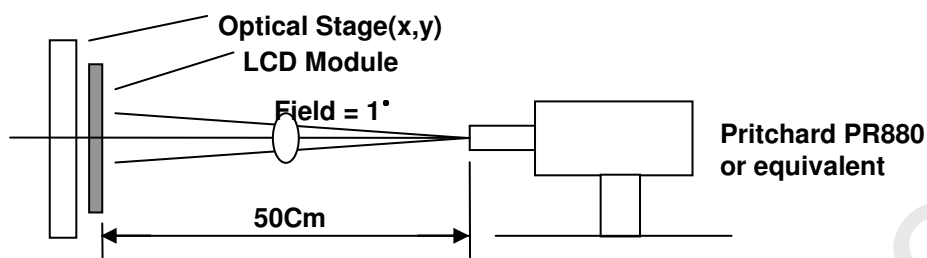 Optical Stage(x,y)
LCD Module
Field = 1°
Pritchard PR880
or equivalent
50Cm